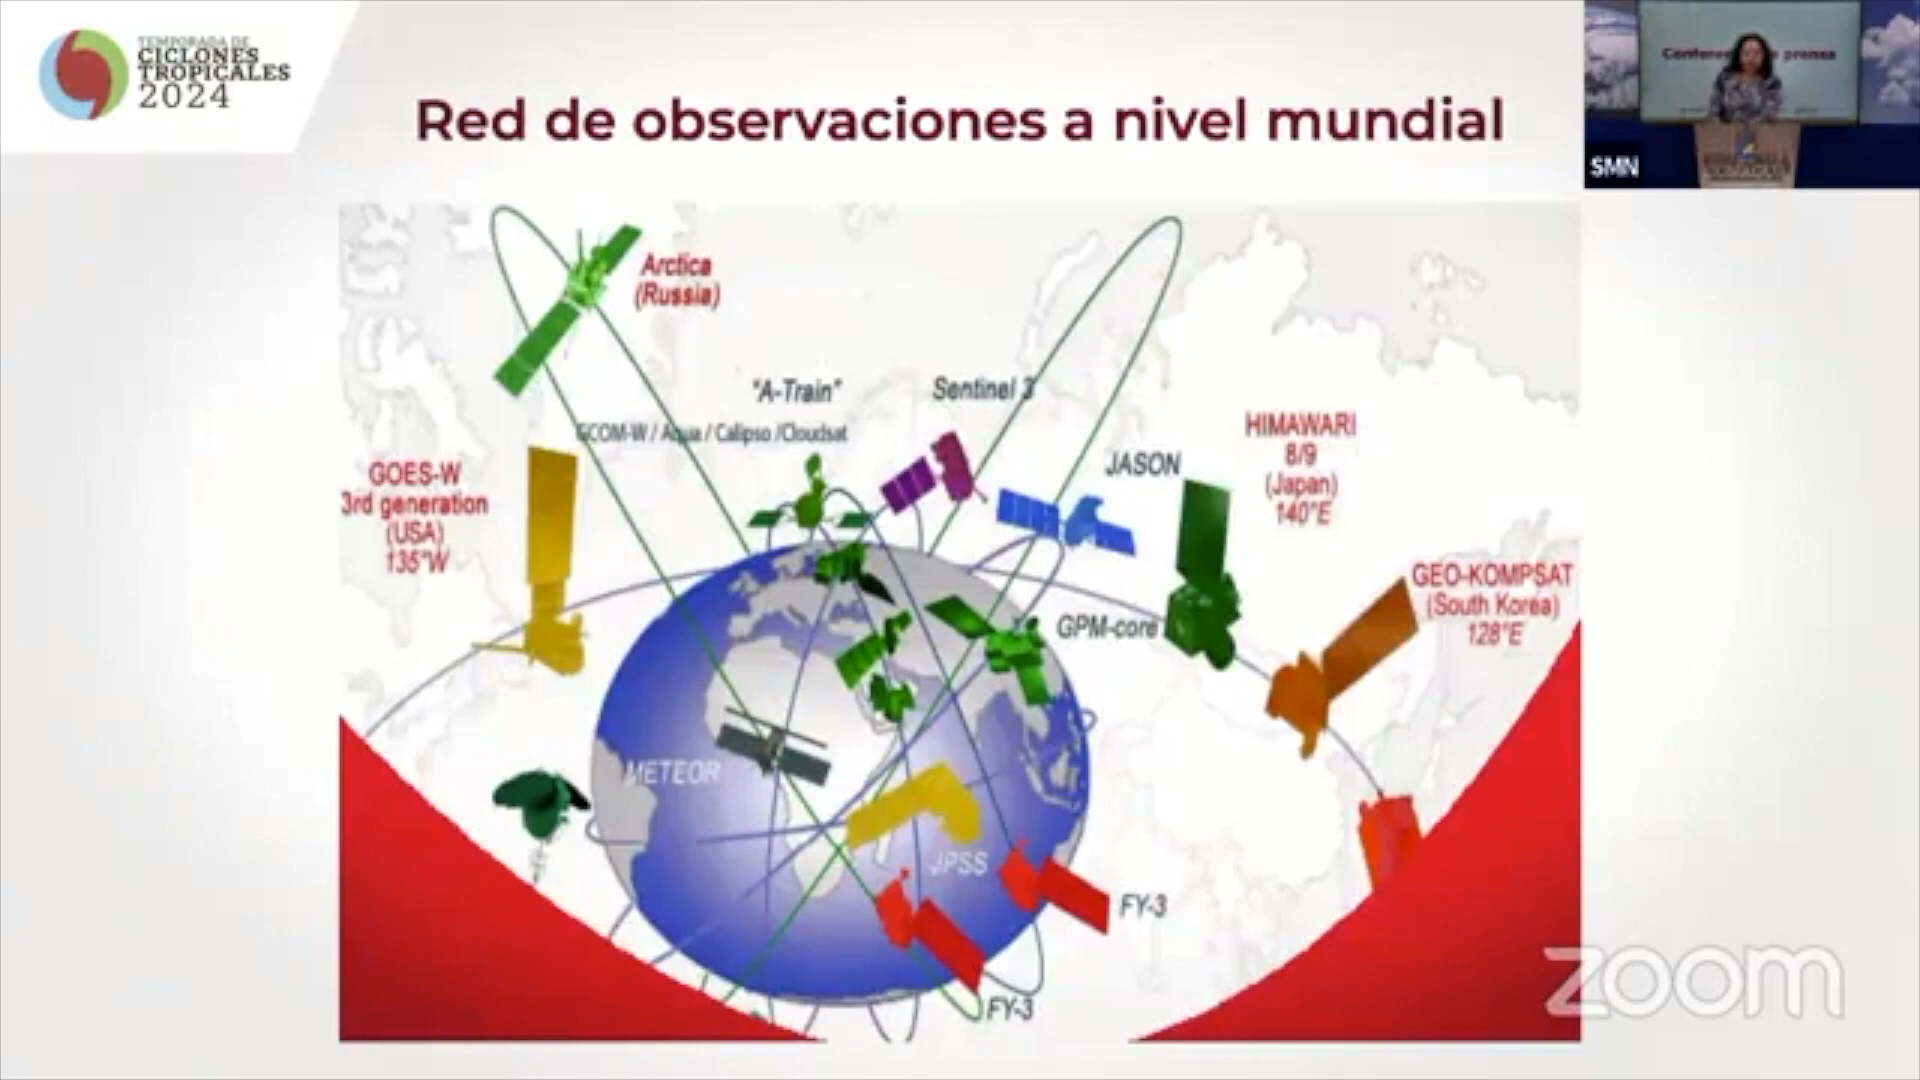 TEMPORADA DE
CICLONES
TROPICALES
2024
Red de observaciones a nivel mundial
SMN
Arctica
(Russia)
"A-Train"
GCOM-W / Aqua / Calipso /Cloudsat
Sentinel 3
JASON
HIMAWARI
8/9
(Japan)
140°E
GOES-W
3rd generation
(USA)
135°W
GEO-KOMPSAT
(South Korea)
128°E
GPM-core
METEOR
JPSS
FY-3
FY-3
zoom